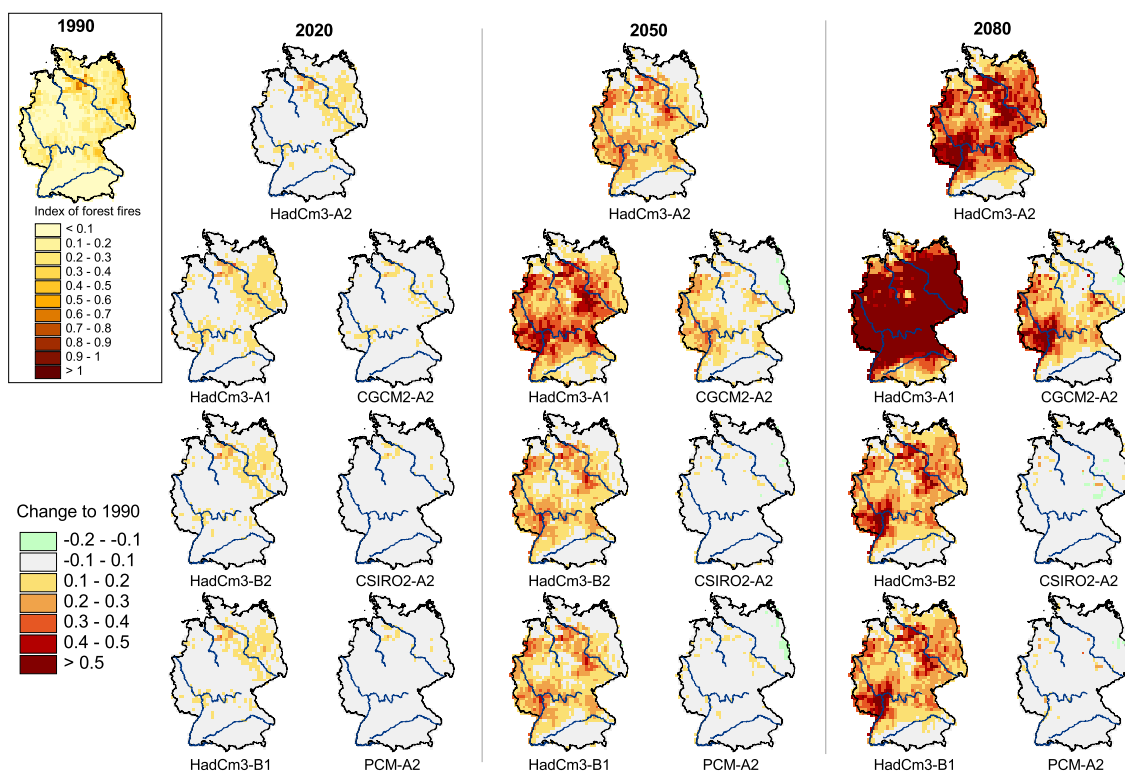 1990
2020
2050
2080
Index of forest fires
< 0.1
0.1 - 0.2
0.2 - 0.3
0.3 - 0.4
0.4 - 0.5
0.5 - 0.6
0.6 - 0.7
0.7 - 0.8
0.8 - 0.9
0.9 - 1
> 1
HadCm3-A2
HadCm3-A2
HadCm3-A2
HadCm3-A1
CGCM2-A2
HadCm3-A1
CGCM2-A2
HadCm3-A1
CGCM2-A2
Change to 1990
-0.2 - -0.1
-0.1 - 0.1
0.1 - 0.2
0.2 - 0.3
0.3 - 0.4
0.4 - 0.5
> 0.5
HadCm3-B2
CSIRO2-A2
HadCm3-B2
CSIRO2-A2
HadCm3-B2
CSIRO2-A2
HadCm3-B1
PCM-A2
HadCm3-B1
PCM-A2
HadCm3-B1
PCM-A2